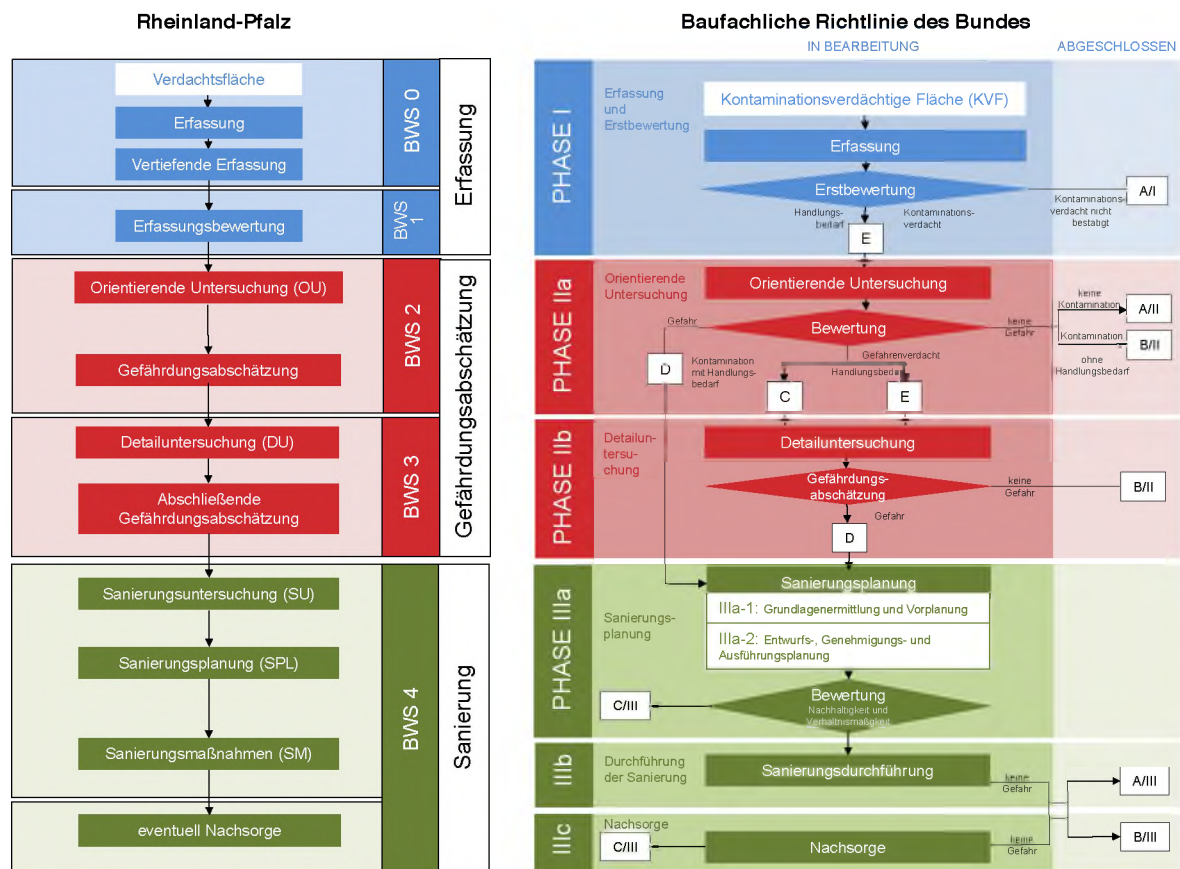 Rheinland-Pfalz
Verdachtsfläche
Erfassung
Vertiefende Erfassung
BWS 0
Erfassungsbewertung
BWS 1
Erfassung
Orientierende Untersuchung (OU)
Gefährdungsabschätzung
BWS 2
Detailuntersuchung (DU)
Abschließende
Gefährdungsabschätzung
BWS 3
Gefährdungsabschätzung
Sanierungsuntersuchung (SU)
Sanierungsplanung (SPL)
Sanierungsmaßnahmen (SM)
eventuell Nachsorge
BWS 4
Sanierung
Baufachliche Richtlinie des Bundes
IN BEARBEITUNG
ABGESCHLOSSEN
PHASE I
Erfassung
und
Erstbewertung
Kontaminationsverdächtige Fläche (KVF)
Erfassung
Erstbewertung
Handlungs-
bedarf
Kontaminations-
verdacht
E
A/I
Kontaminations-
verdacht nicht
bestätigt
PHASE IIa
Orientierende
Untersuchung
Orientierende Untersuchung
Bewertung
Gefahr
keine
Gefahr
keine
Kontamination
A/II
Kontamination
B/II
ohne
Handlungsbedarf
D
Kontamination
mit Handlungs-
bedarf
Gefahrenverdacht
Handlungsbedarf
C
E
PHASE IIb
Detailun-
tersu-
chung
Detailuntersuchung
Gefährdungs-
abschätzung
keine
Gefahr
B/II
Gefahr
D
PHASE IIIa
Sanierungs-
planung
Sanierungsplanung
IIIa-1: Grundlagenermittlung und Vorplanung
IIIa-2: Entwurfs-, Genehmigungs- und
Ausführungsplanung
Bewertung
Nachhaltigkeit und
Verhältnismäßgkeit
C/III
IIIb
Durchführung
der Sanierung
Sanierungsdurchführung
keine
Gefahr
A/III
B/III
IIIc
Nachsorge
C/III
Nachsorge
keine
Gefahr